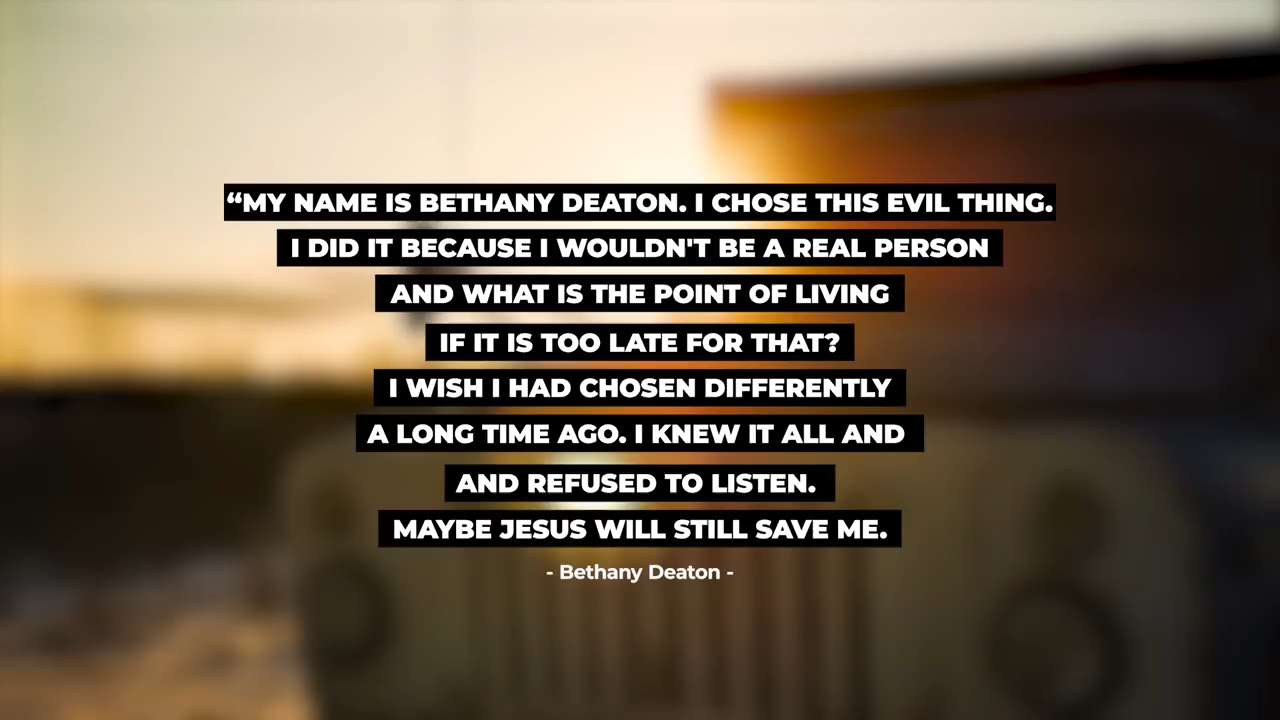 “MY NAME IS BETHANY DEATON. I CHOSE THIS EVIL THING.
I DID IT BECAUSE I WOULDN'T BE A REAL PERSON
AND WHAT IS THE POINT OF LIVING
IF IT IS TOO LATE FOR THAT?
I WISH I HAD CHOSEN DIFFERENTLY
A LONG TIME AGO. I KNEW IT ALL AND
AND REFUSED TO LISTEN.
MAYBE JESUS WILL STILL SAVE ME.
- Bethany Deaton -